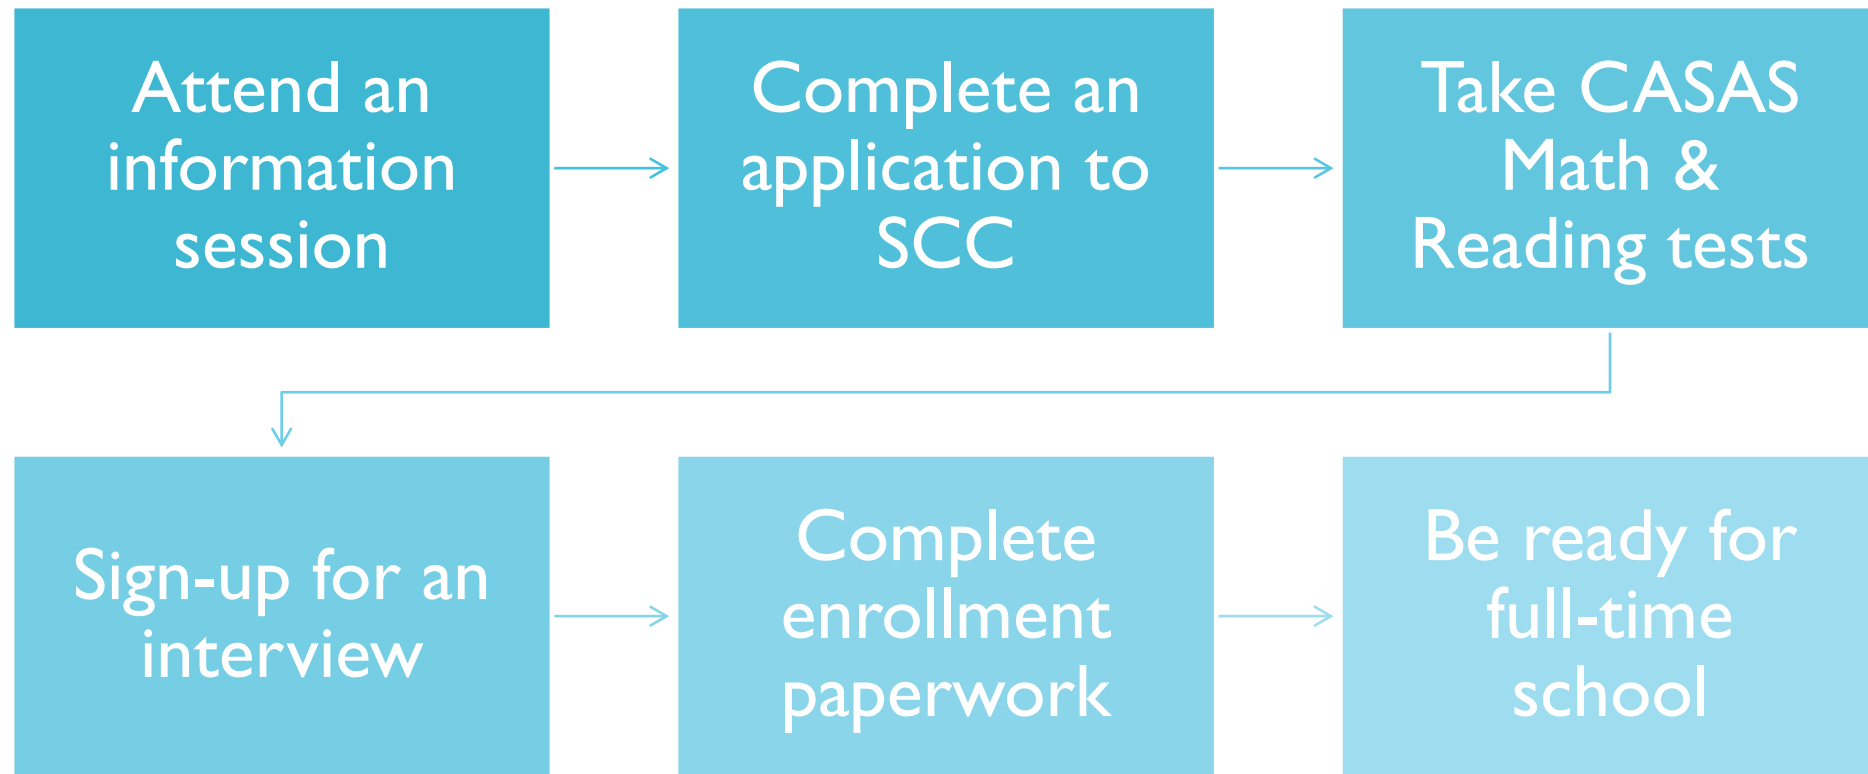 Attend an
information
session
Complete an
application to
SCC
Take CASAS
Math &
Reading tests
Sign-up for an
interview
Complete
enrollment
paperwork
Be ready for
full-time
school